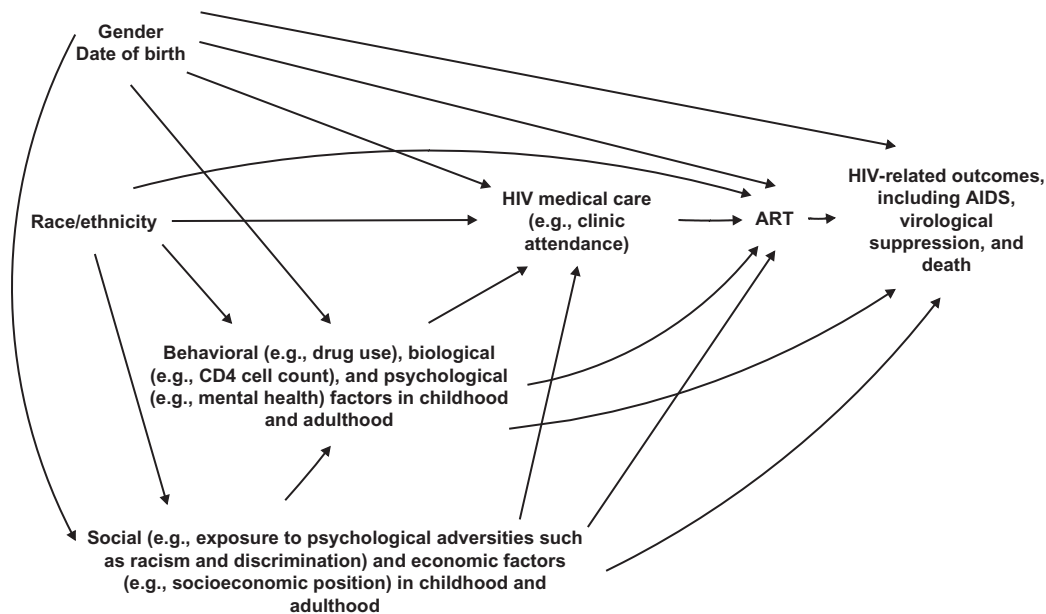 Gender
Date of birth
HIV-related outcomes,
including AIDS,
virological
suppression, and
death
Race/ethnicity
HIV medical care
(e.g., clinic
attendance)
ART
Behavioral (e.g., drug use), biological
(e.g., CD4 cell count), and psychological
(e.g., mental health) factors in childhood
and adulthood
Social (e.g., exposure to psychological adversities such
as racism and discrimination) and economic factors
(e.g., socioeconomic position) in childhood and
adulthood